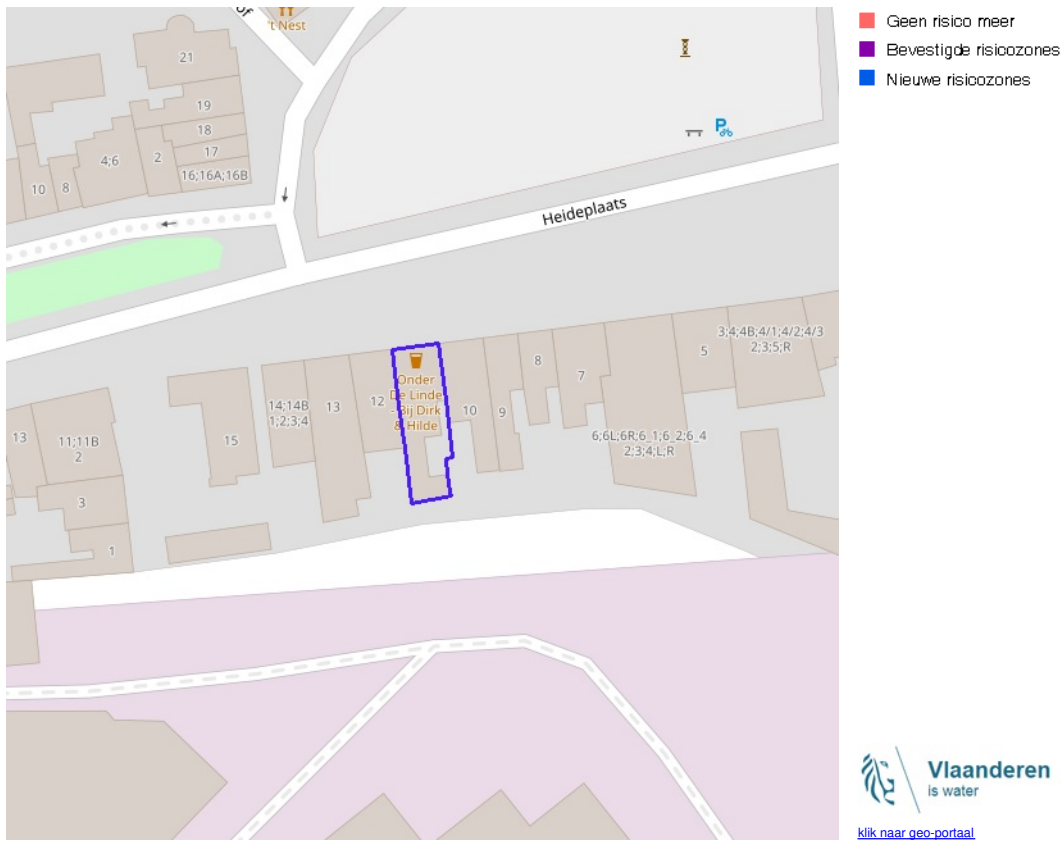 of
't Nest
21
19
18
17
16;16A;16B
4;6
2
10
8
P
Heideplaats
Geen risico meer
Bevestigde risicozones
Nieuwe risicozones
3;4;4B;4/1;4/2;4/3
2;3;5;R
5
8
7
Onder
De Linde
- Bij Dirk
& Hilde
12
10
9
14;14B
1;2;3;4
13
15
6;6L;6R;6_1;6_2;6_4
2;3;4;L;R
13
11;11B
2
3
1
Vlaanderen
is water
klik naar geo-portaal